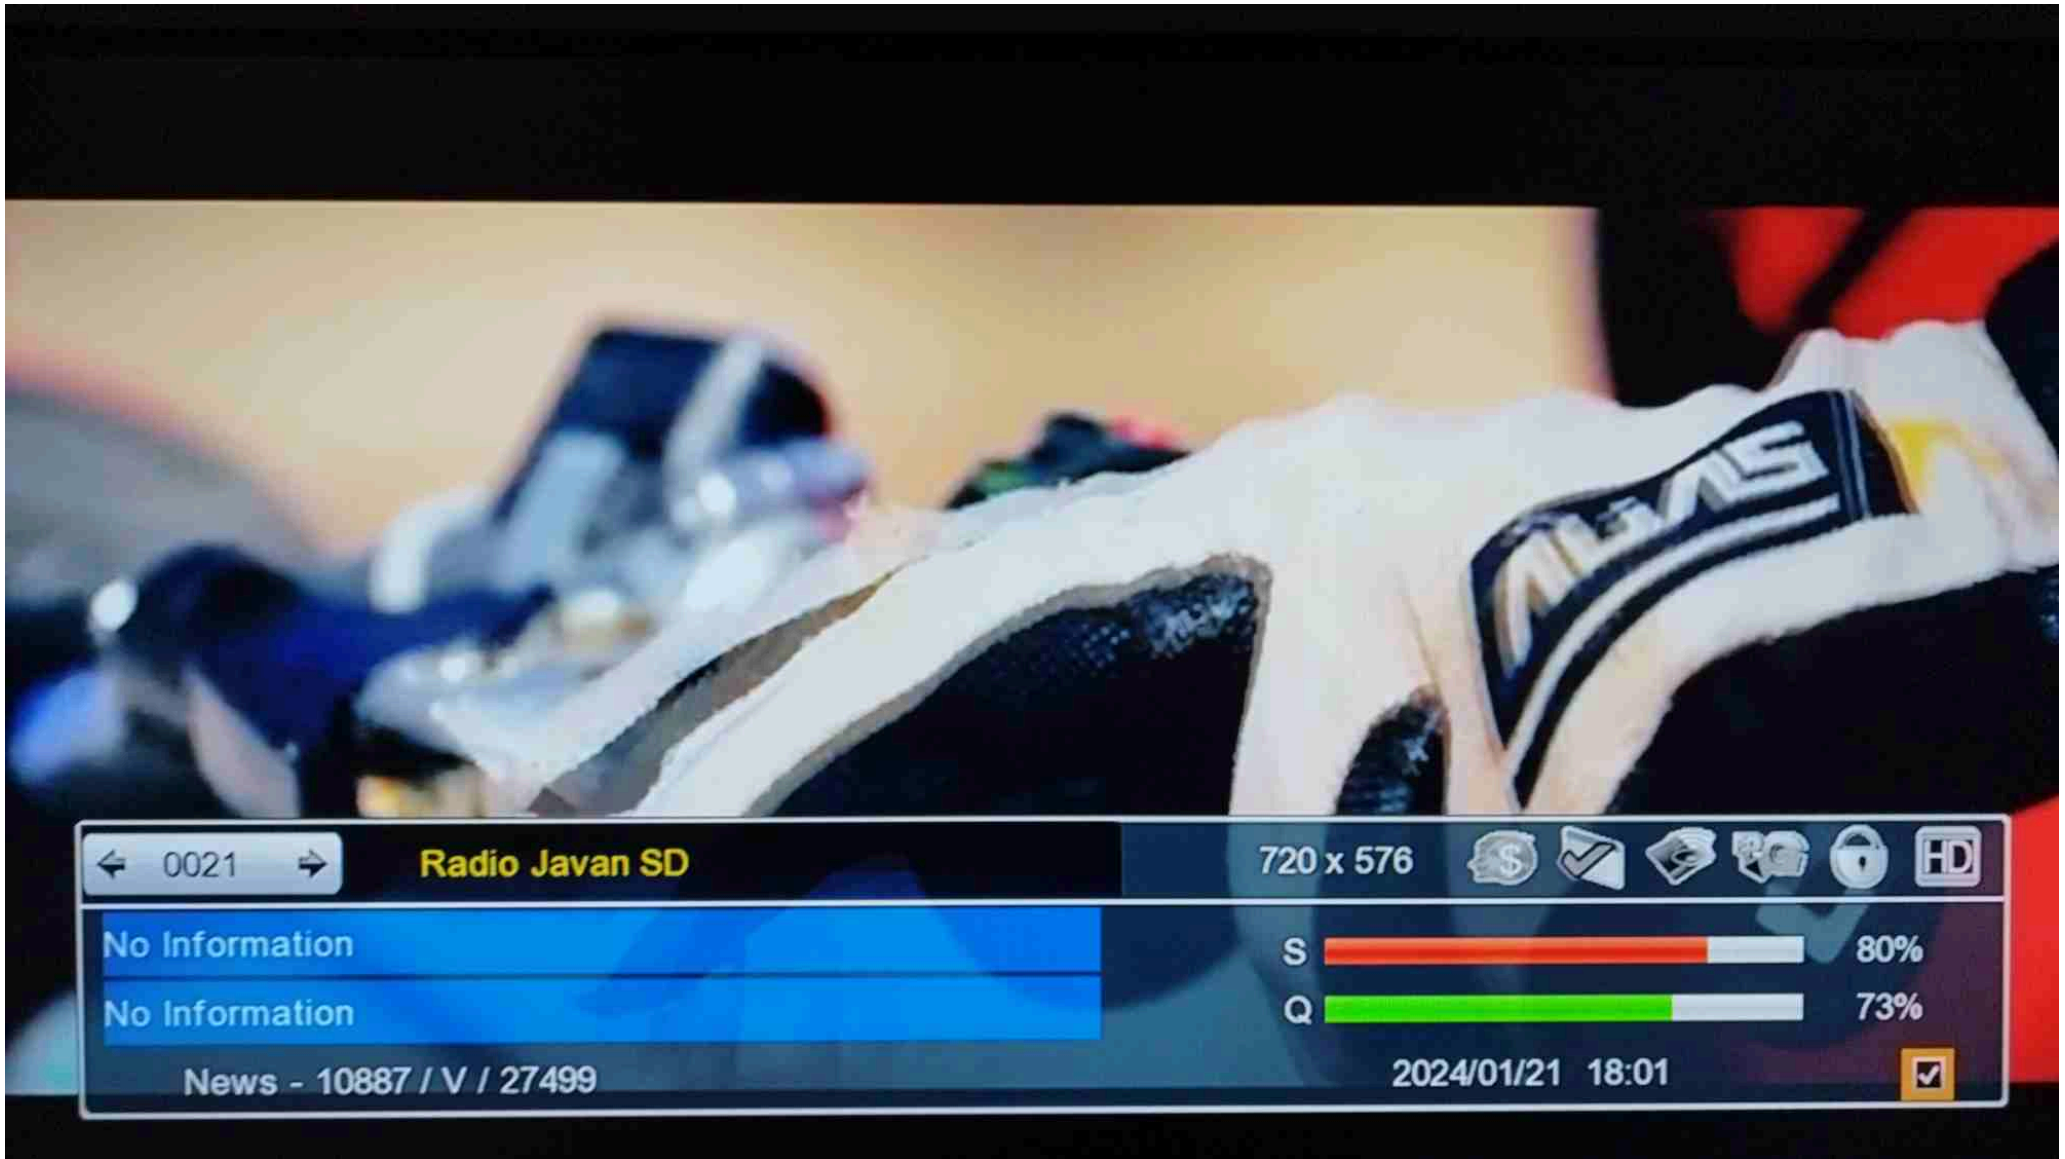 0021
Radio Javan SD
720 x 576
HD
No Information
No Information
S 80%
Q 73%
News - 10887 / V / 27499
2024/01/21 18:01